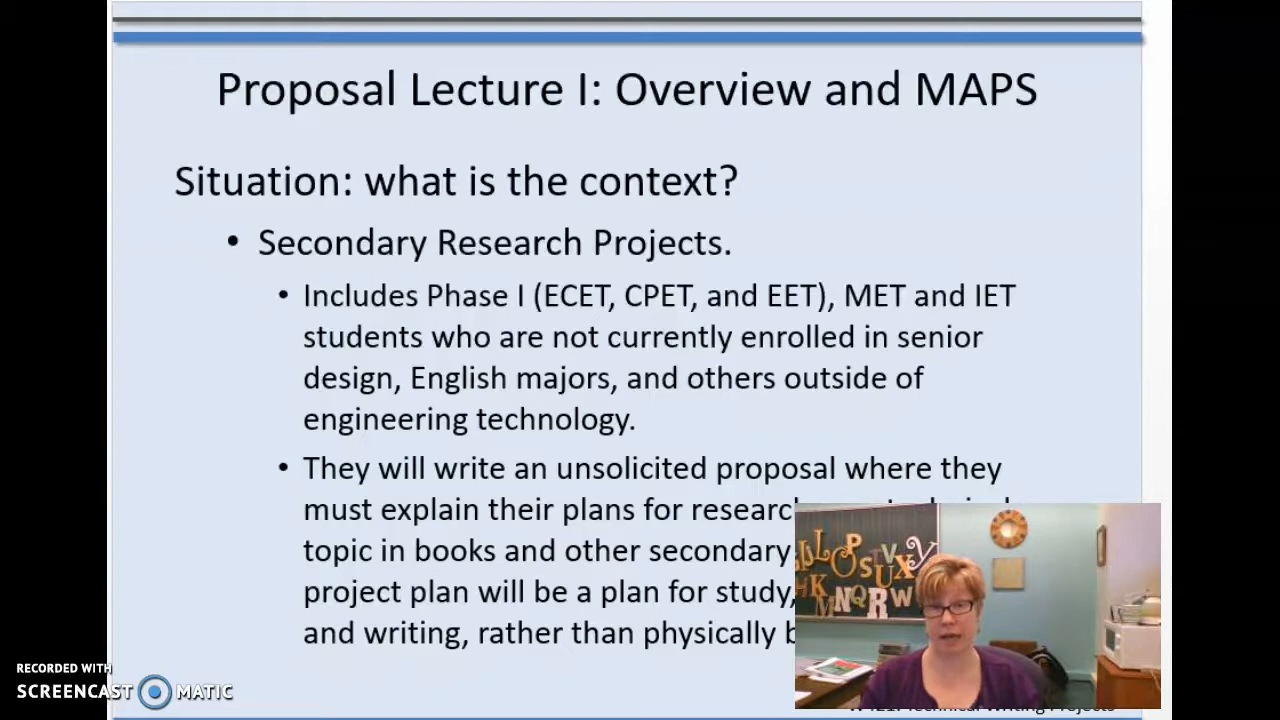 Proposal Lecture I: Overview and MAPS
Situation: what is the context?
• Secondary Research Projects.
• Includes Phase I (ECET, CPET, and EET), MET and IET
students who are not currently enrolled in senior
design, English majors, and others outside of
engineering technology.
• They will write an unsolicited proposal where they
must explain their plans for research
topic in books and other secondary
project plan will be a plan for study,
and writing, rather than physically b
Technical Writing Projects
RECORDED WITH
SCREENCAST MATIC